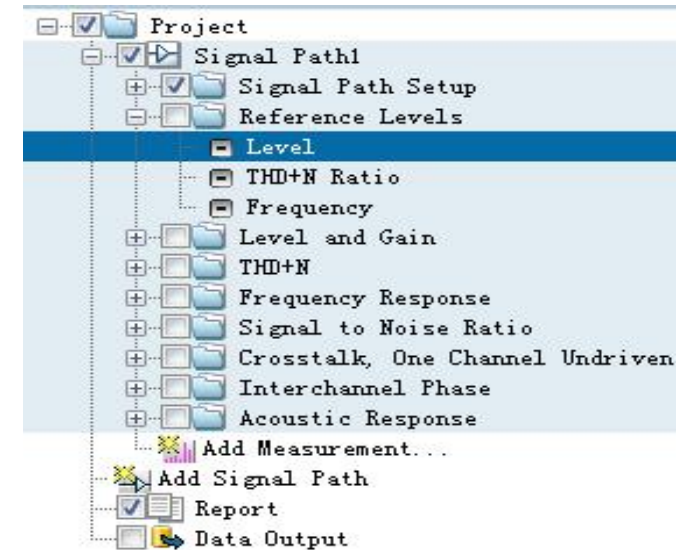 Project
Signal Path1
Signal Path Setup
Reference Levels
Level
THD+N Ratio
Frequency
Level and Gain
THD+N
Frequency Response
Signal to Noise Ratio
Crosstalk, One Channel Undriven
Interchannel Phase
Acoustic Response
Add Measurement...
Add Signal Path
Report
Data Output